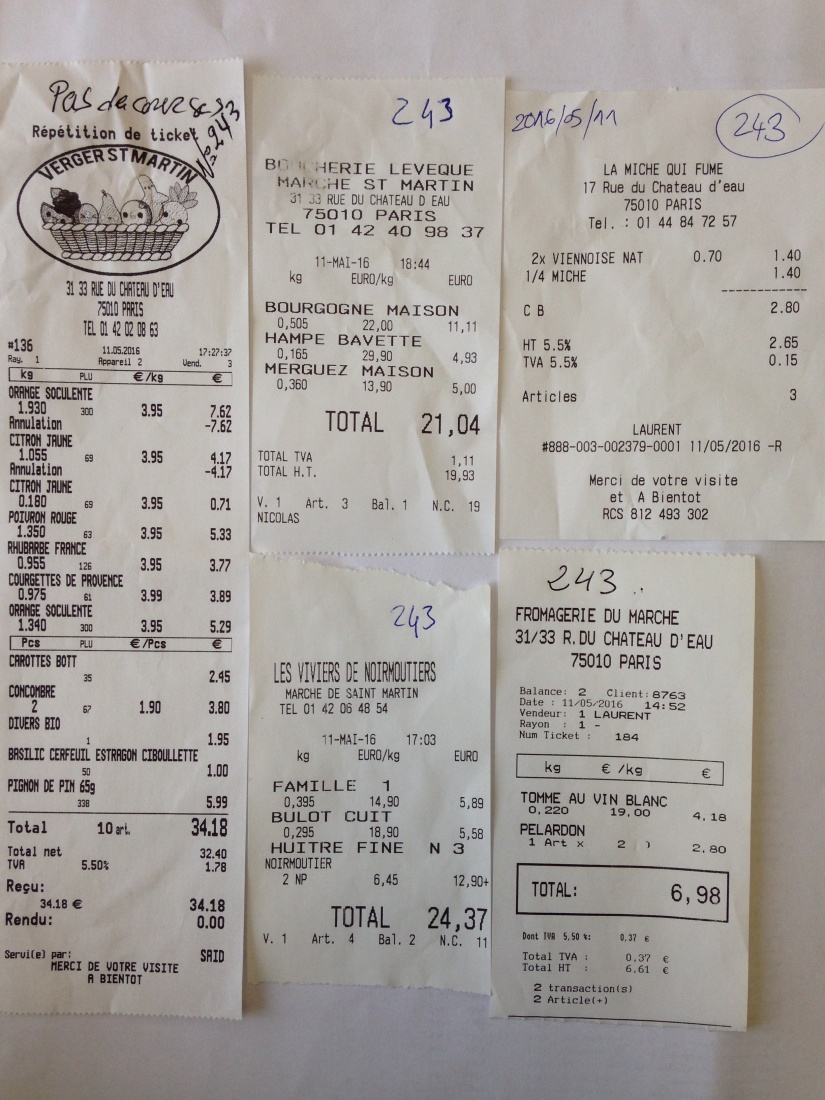 Pas de courses
N° 243
Répétition de ticket
VERGER ST MARTIN
31 33 RUE DU CHATEAU D'EAU
75010 PARIS
TEL 01 42 02 08 63
#136 11.05.2016 17:27:37
Ray. 1 Appareil 2 Vend. 3
kg PLU €/kg €
ORANGE SOCULENTE
1.930 300 3.95 7.62
Annulation -7.62
CITRON JAUNE
1.055 69 3.95 4.17
Annulation -4.17
CITRON JAUNE
0.180 69 3.95 0.71
POIVRON ROUGE
1.350 63 3.95 5.33
RHUBARBE FRANCE
0.955 126 3.95 3.77
COURGETTES DE PROVENCE
0.975 61 3.99 3.89
ORANGE SOCULENTE
1.340 300 3.95 5.29
Pcs PLU €/Pcs €
CAROTTES BOTT
35 2.45
CONCOMBRE
2 67 1.90 3.80
DIVERS BIO
1 1.95
BASILIC CERFEUIL ESTRAGON CIBOULLETTE
50 1.00
PIGNON DE PIN 65g
338 5.99
Total 10 art. 34.18
Total net 32.40
TVA 5.50% 1.78
Reçu:
34.18 € 34.18
Rendu: 0.00
Servi(e) par: SAID
MERCI DE VOTRE VISITE
A BIENTOT
243
BOUCHERIE LEVEQUE
MARCHE ST MARTIN
31 33 RUE DU CHATEAU D EAU
75010 PARIS
TEL 01 42 40 98 37
11-MAI-16 18:44
kg EURO/kg EURO
BOURGOGNE MAISON
0,505 22,00 11,11
HAMPE BAVETTE
0,165 29,90 4,93
MERGUEZ MAISON
0,360 13,90 5,00
TOTAL 21,04
TOTAL TVA 1,11
TOTAL H.T. 19,93
V. 1 Art. 3 Bal. 1 N.C. 19
NICOLAS
2016/05/11 243
LA MICHE QUI FUME
17 Rue du Chateau d'eau
75010 PARIS
Tel. : 01 44 84 72 57
2x VIENNOISE NAT 0.70 1.40
1/4 MICHE 1.40
C B 2.80
HT 5.5% 2.65
TVA 5.5% 0.15
Articles 3
LAURENT
#888-003-002379-0001 11/05/2016 -R
Merci de votre visite
et A Bientot
RCS 812 493 302
243
LES VIVIERS DE NOIRMOUTIERS
MARCHE DE SAINT MARTIN
TEL 01 42 06 48 54
11-MAI-16 17:03
kg EURO/kg EURO
FAMILLE 1
0,395 14,90 5,89
BULOT CUIT
0,295 18,90 5,58
HUITRE FINE N 3
NOIRMOUTIER
2 NP 6,45 12,90+
TOTAL 24,37
V. 1 Art. 4 Bal. 2 N.C. 11
243
FROMAGERIE DU MARCHE
31/33 R.DU CHATEAU D'EAU
75010 PARIS
Balance: 2 Client: 8763
Date : 11/05/2016 14:52
Vendeur: 1 LAURENT
Rayon : 1 -
Num Ticket : 184
kg €/kg €
TOMME AU VIN BLANC
0,220 19,00 4,18
PELARDON
1 Art x 2 ) 2,80
TOTAL: 6,98
Dont TVA 5,50 %: 0,37 €
Total TVA : 0,37 €
Total HT : 6,61 €
2 transaction(s)
2 Article(+)